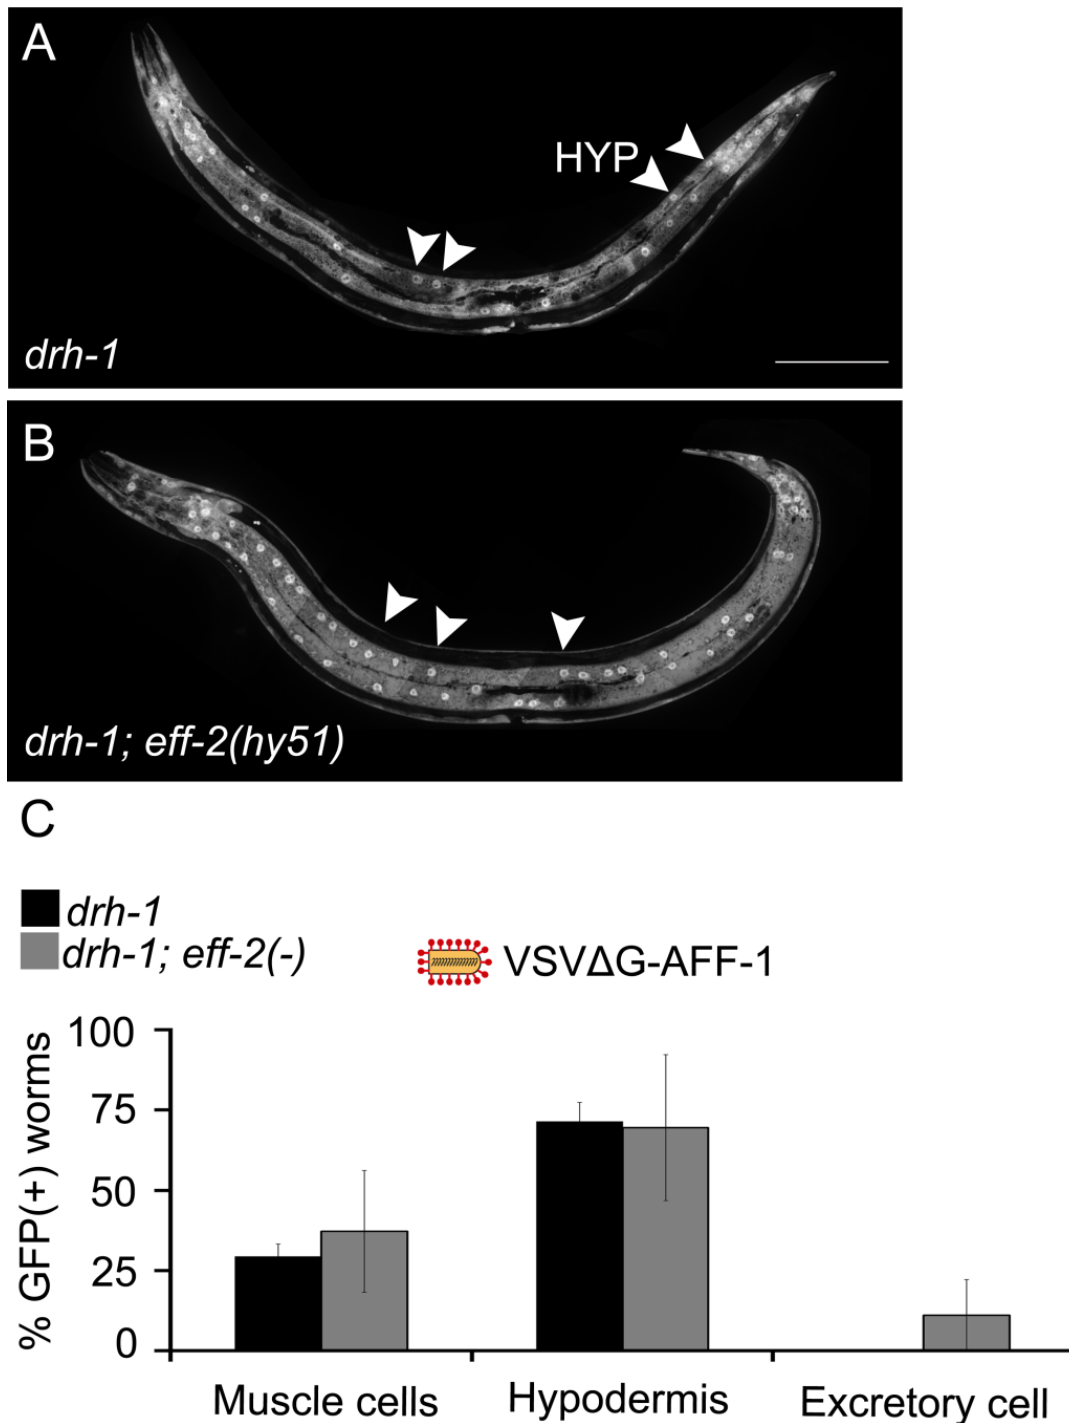 A
HYP
drh-1
B
drh-1; eff-2(hy51)
C
drh-1
drh-1; eff-2(-)
VSVΔG-AFF-1
% GFP(+) worms
100
75
50
25
0
Muscle cells
Hypodermis
Excretory cell